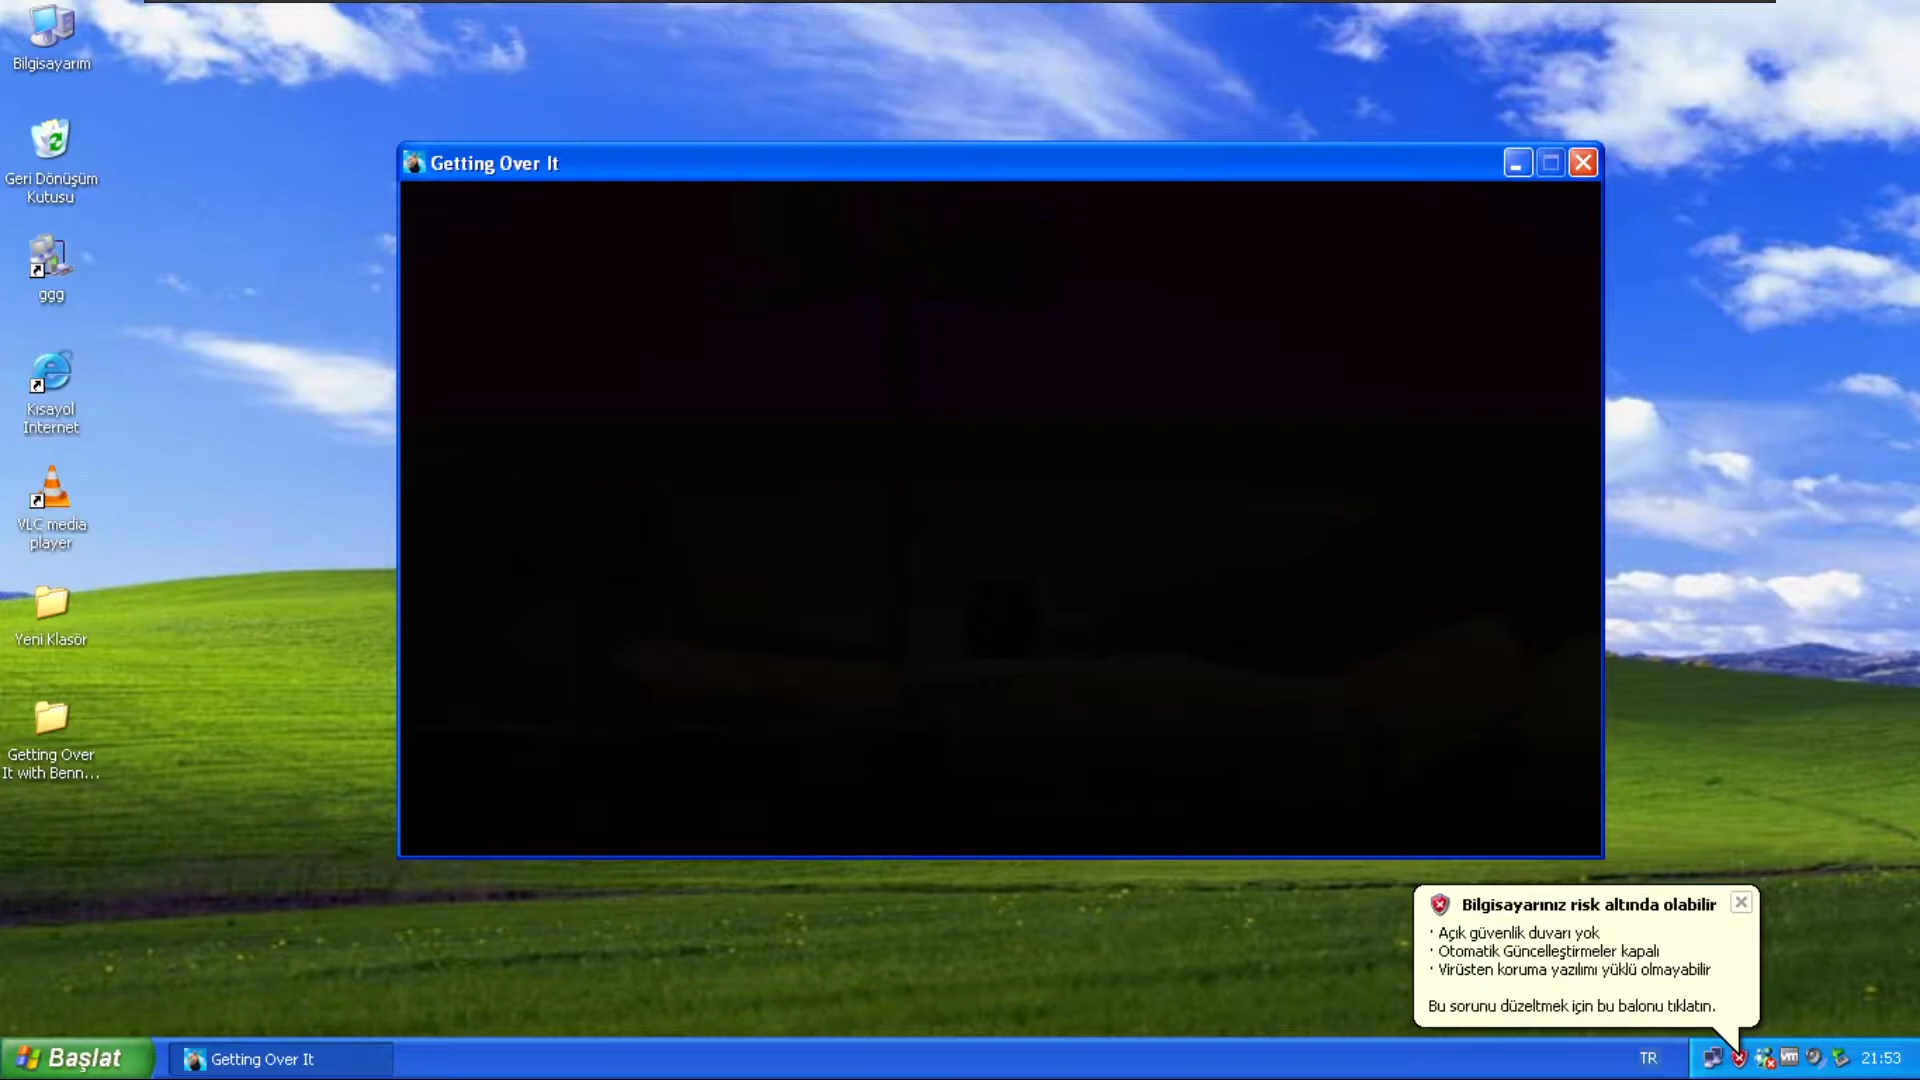 Bilgisayarım
Geri Dönüşüm
Kutusu
ggg
Kısayol
Internet
VLC media
player
Yeni Klasör
Getting Over
It with Benn...
Getting Over It
Bilgisayarınız risk altında olabilir
· Açık güvenlik duvarı yok
· Otomatik Güncelleştirmeler kapalı
· Virüsten koruma yazılımı yüklü olmayabilir
Bu sorunu düzeltmek için bu balonu tıklatın.
Başlat
Getting Over It
TR
vm
21:53